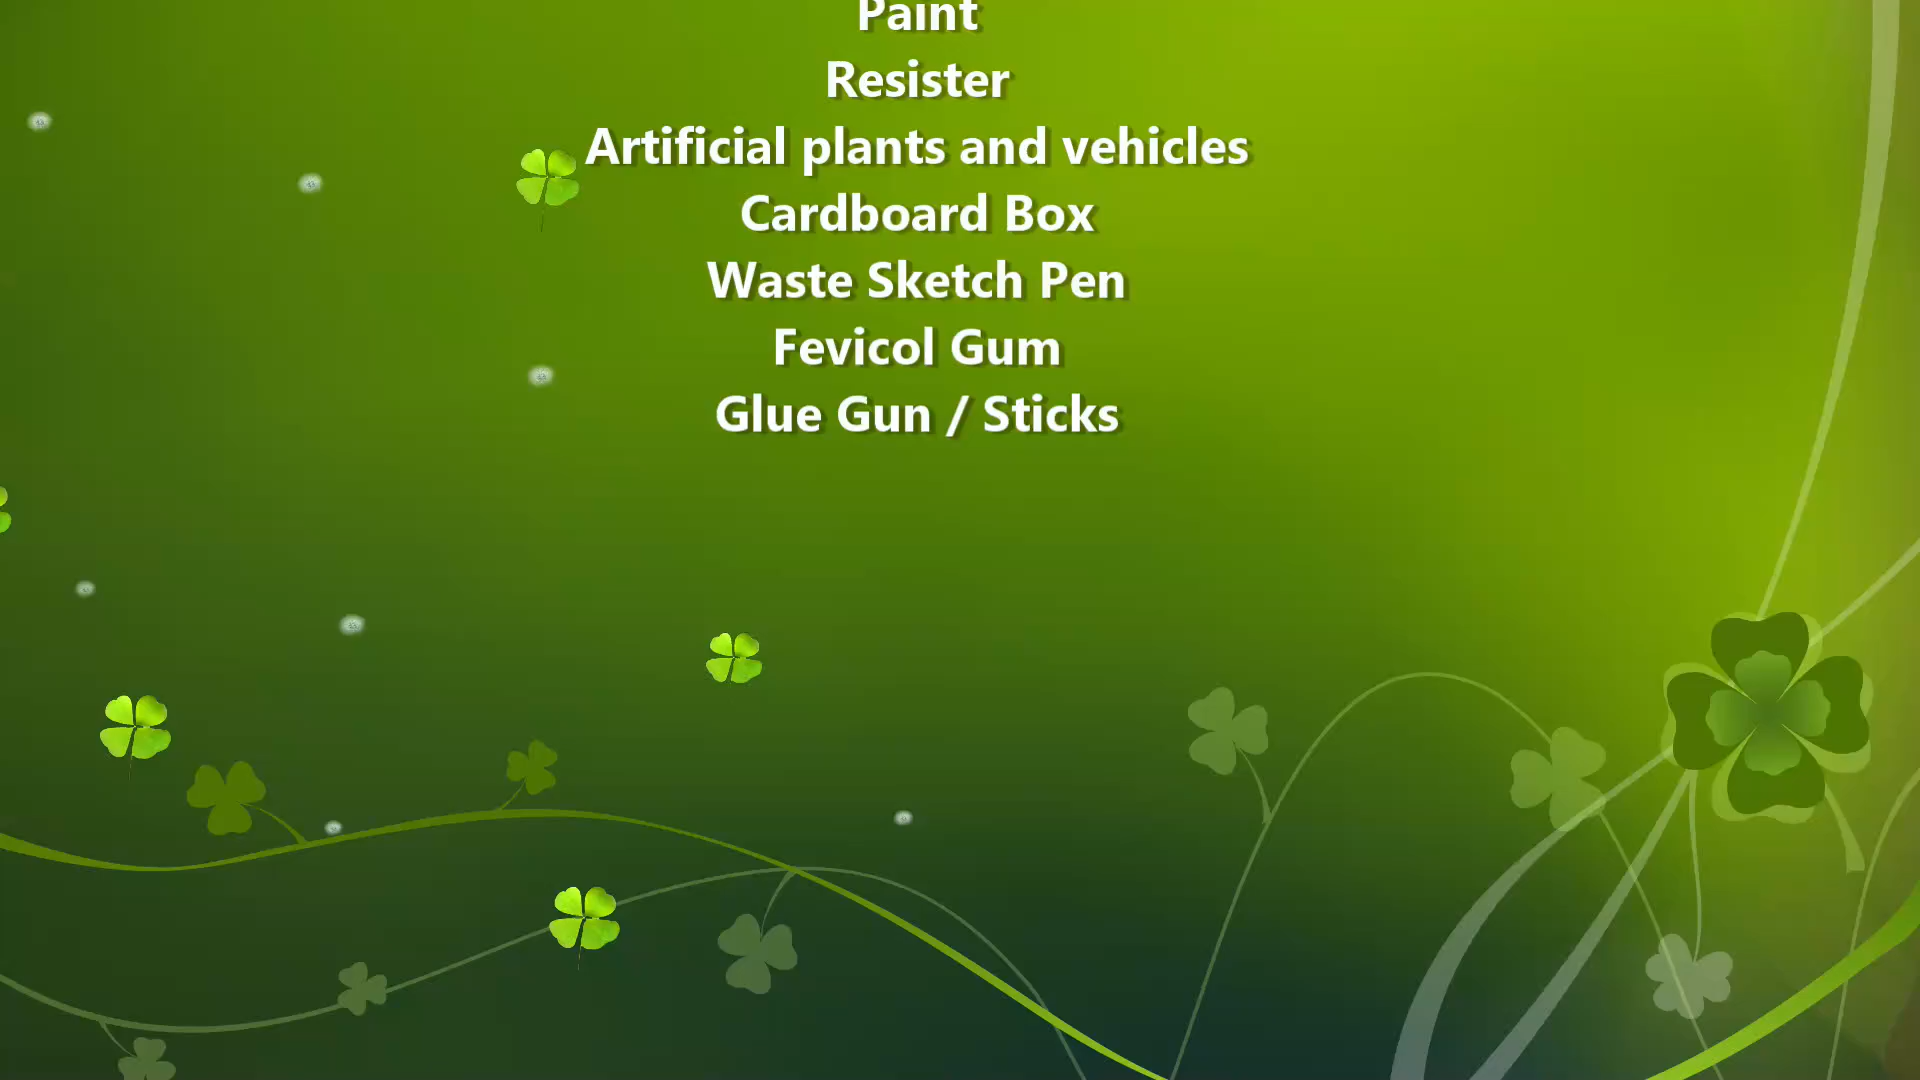 Paint
Resister
Artificial plants and vehicles
Cardboard Box
Waste Sketch Pen
Fevicol Gum
Glue Gun / Sticks